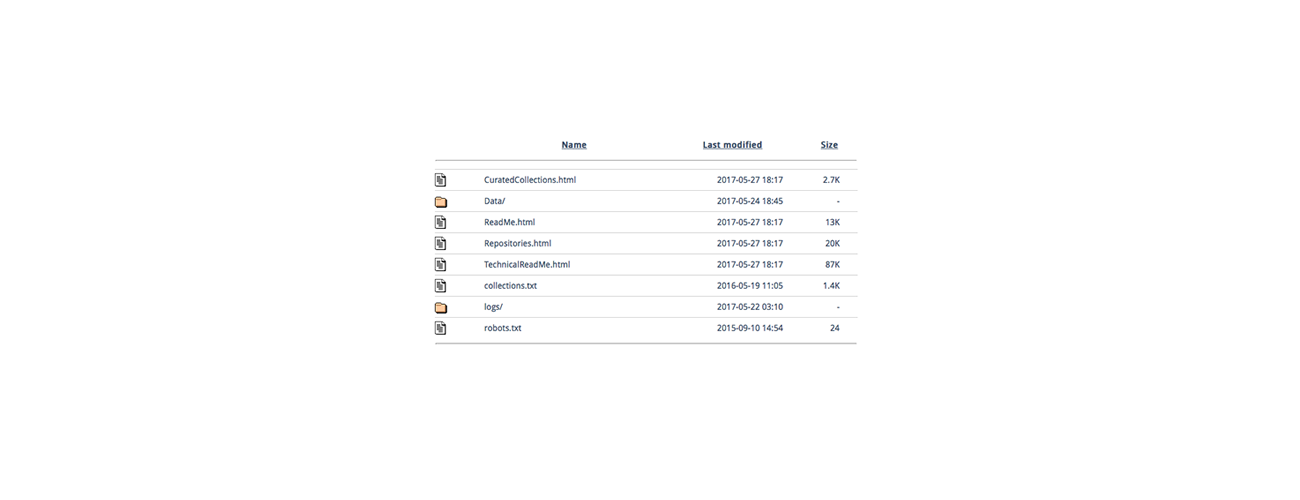 Name Last modified Size
CuratedCollections.html 2017-05-27 18:17 2.7K
Data/ 2017-05-24 18:45 -
ReadMe.html 2017-05-27 18:17 13K
Repositories.html 2017-05-27 18:17 20K
TechnicalReadMe.html 2017-05-27 18:17 87K
collections.txt 2016-05-19 11:05 1.4K
logs/ 2017-05-22 03:10 -
robots.txt 2015-09-10 14:54 24